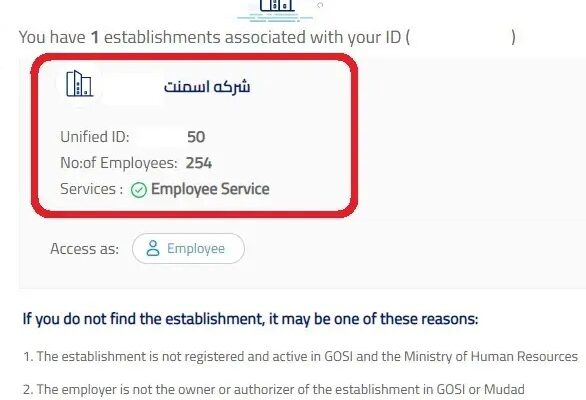 You have 1 establishments associated with your ID ( )
شركه اسمنت
Unified ID: 50
No:of Employees: 254
Services : Employee Service
Access as: Employee
If you do not find the establishment, it may be one of these reasons:
1. The establishment is not registered and active in GOSI and the Ministry of Human Resources
2. The employer is not the owner or authorizer of the establishment in GOSI or Mudad